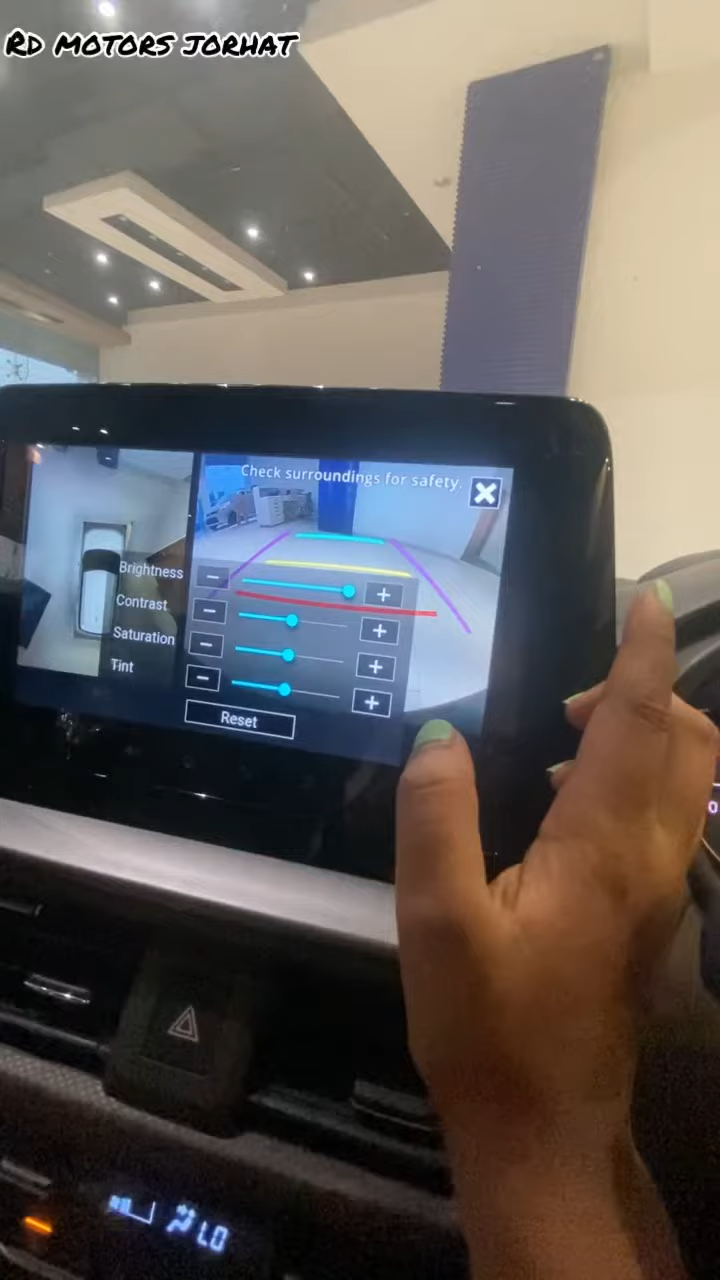 RD MOTORS JORHAT
Check surroundings for safety.
Brightness
Contrast
Saturation
Tint
Reset
LO